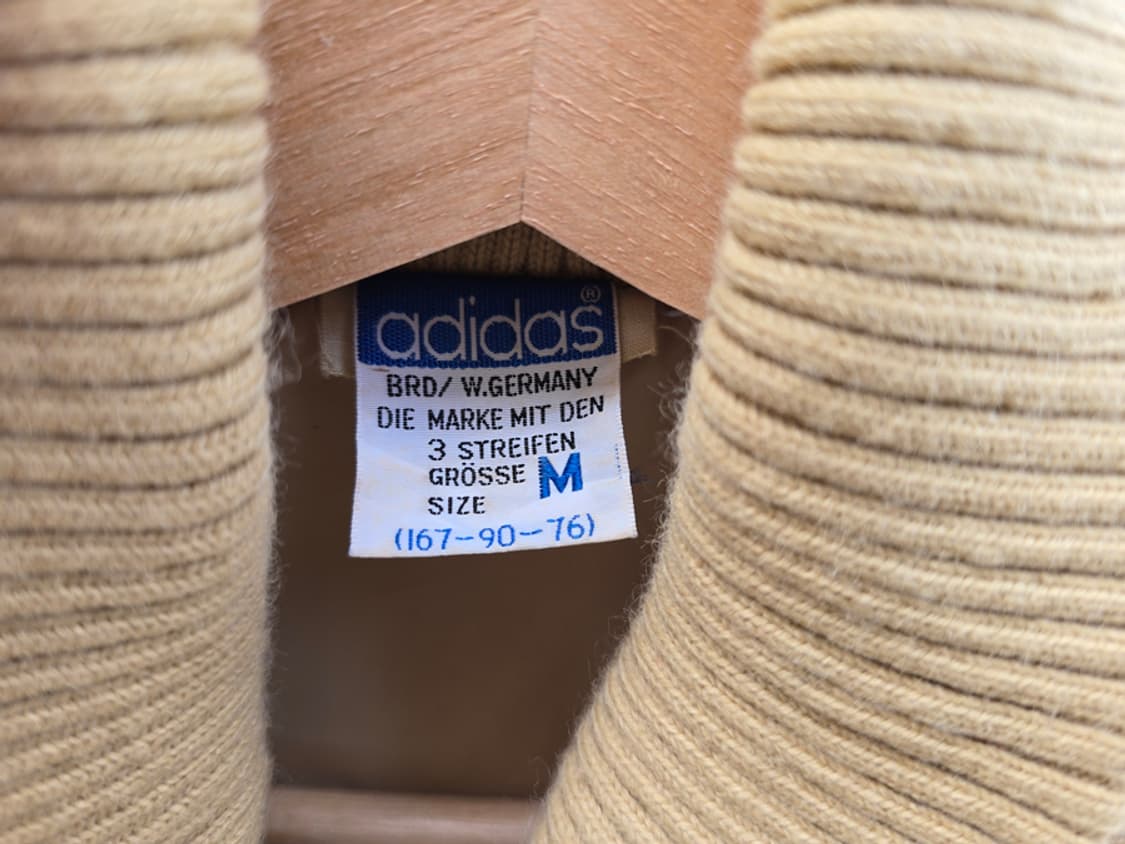 adidas®
BRD/ W.GERMANY
DIE MARKE MIT DEN
3 STREIFEN
GRÖSSE M
SIZE
(167-90-76)